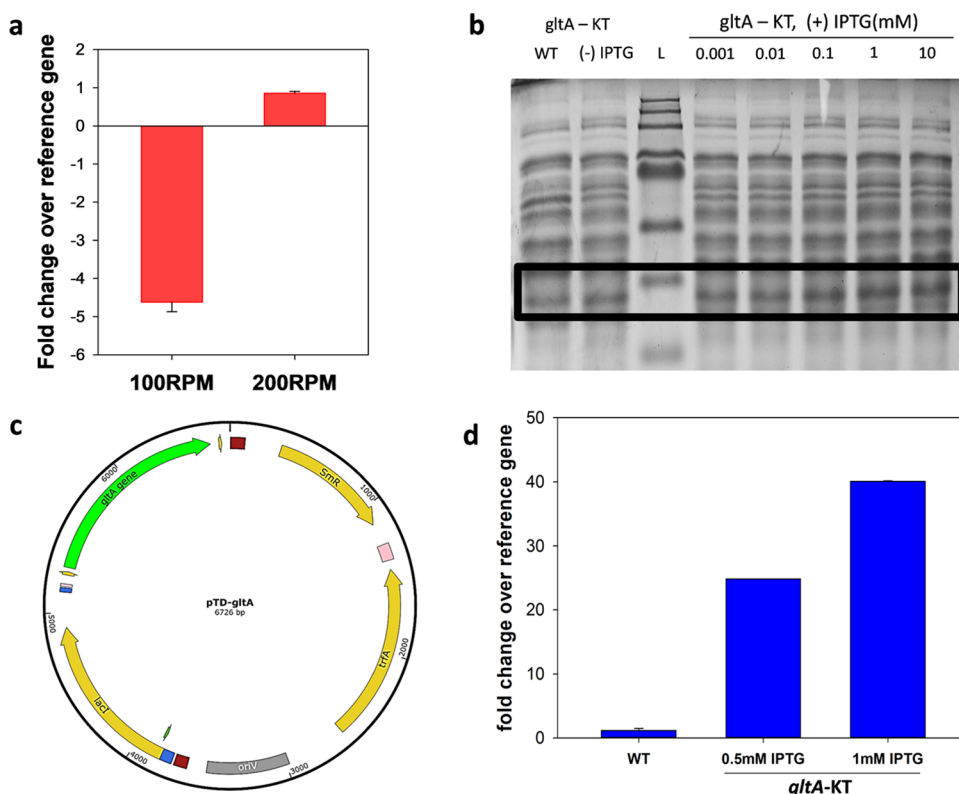 a
Fold change over reference gene
2
1
0
-1
-2
-3
-4
-5
-6
100RPM
200RPM
b
gltA – KT
gltA – KT, (+) IPTG(mM)
WT (-) IPTG L 0.001 0.01 0.1 1 10
c
gltA gene
SmR
trfA
oriV
lacI
1000
2000
3000
4000
5000
6000
pTD-gltA
6726 bp
d
fold change over reference gene
50
40
30
20
10
0
WT
0.5mM IPTG
1mM IPTG
gltA-KT